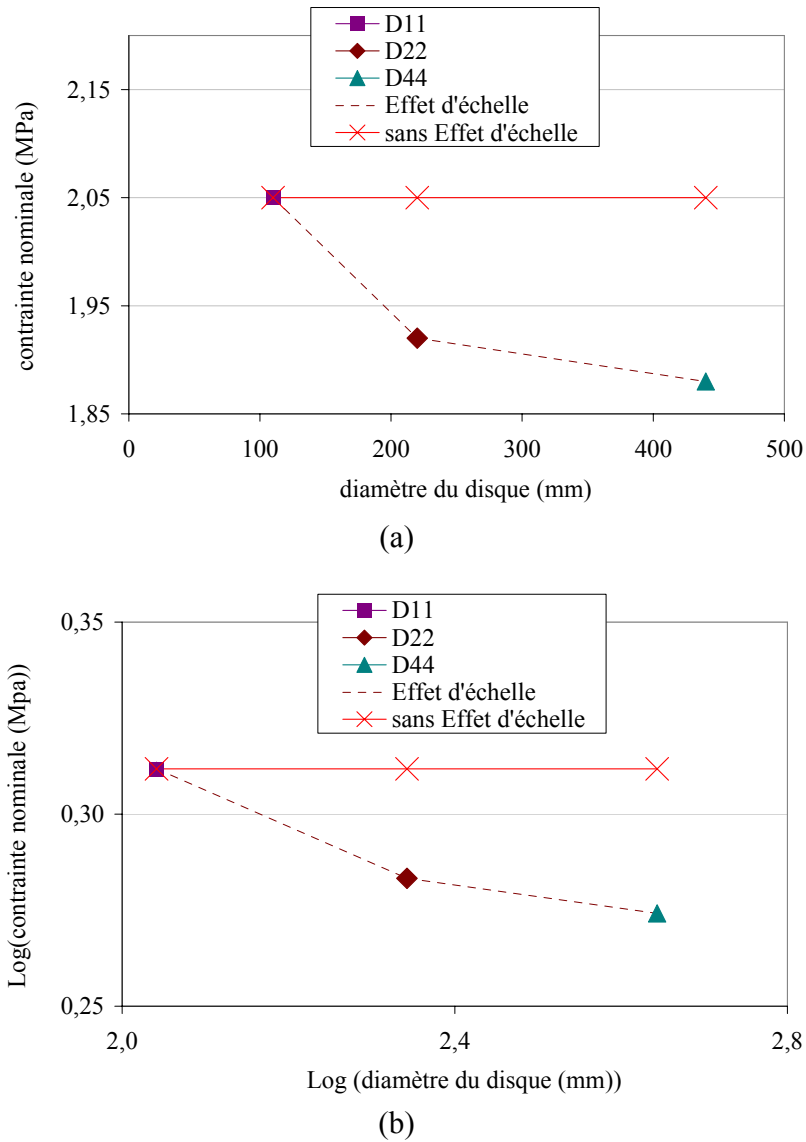 D11
D22
D44
Effet d'échelle
sans Effet d'échelle
2,15
2,05
1,95
1,85
contrainte nominale (MPa)
0
100
200
300
400
500
diamètre du disque (mm)
(a)
D11
D22
D44
Effet d'échelle
sans Effet d'échelle
0,35
0,30
0,25
Log(contrainte nominale (Mpa))
2,0
2,4
2,8
Log (diamètre du disque (mm))
(b)